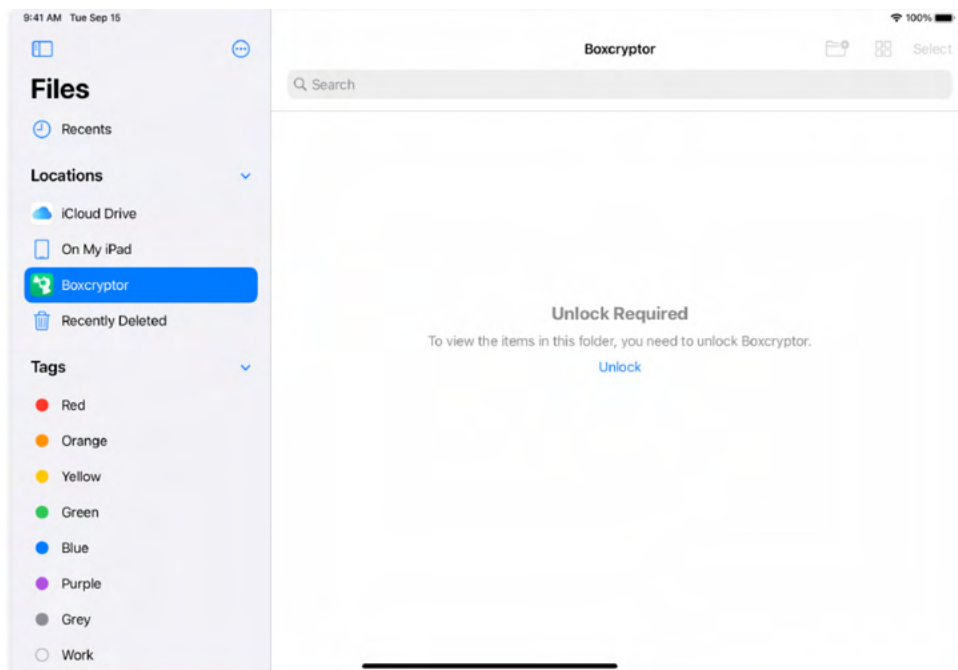 9:41 AM Tue Sep 15
100%
Files
Recents
Locations
iCloud Drive
On My iPad
Boxcryptor
Recently Deleted
Tags
Red
Orange
Yellow
Green
Blue
Purple
Grey
Work
Boxcryptor
Select
Search
Unlock Required
To view the items in this folder, you need to unlock Boxcryptor.
Unlock